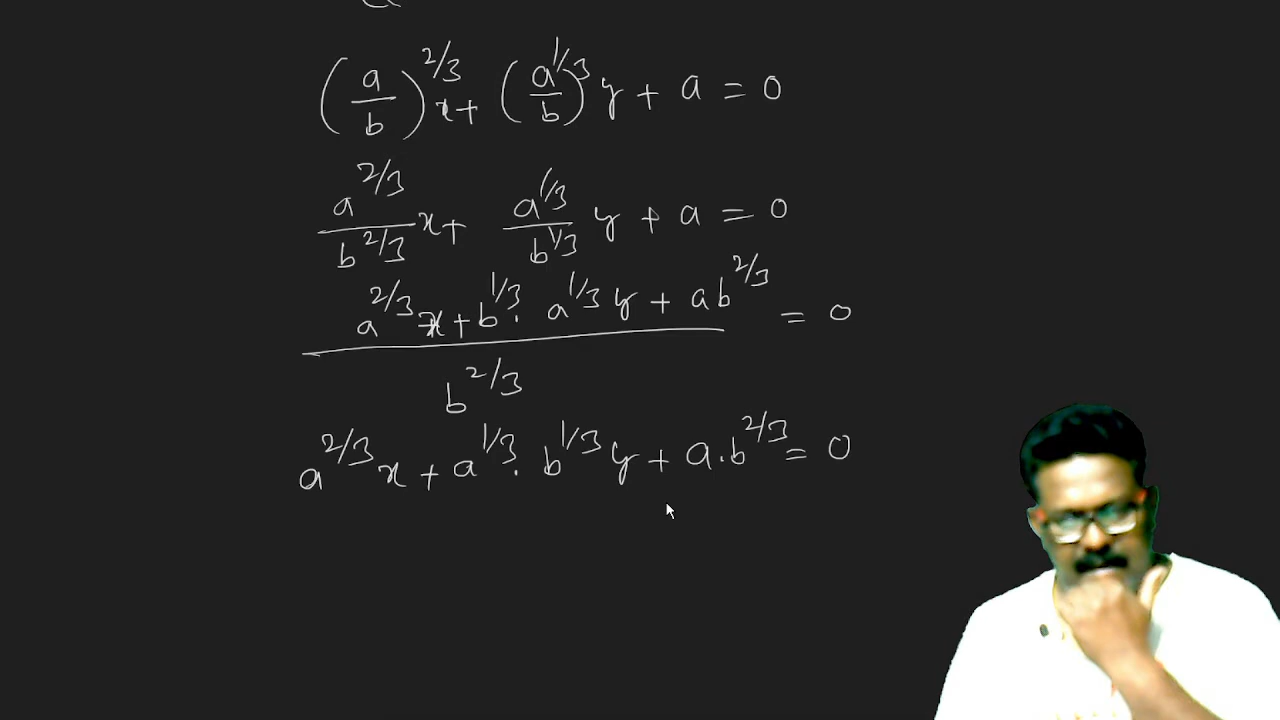 (a/b)^{2/3} x + (a^{1/3}/b) y + a = 0
a^{2/3}/b^{2/3} x + a^{1/3}/b^{1/3} y + a = 0
a^{2/3} x + b^{1/3} . a^{1/3} y + a b^{2/3} = 0
b^{2/3}
a^{2/3} x + a^{1/3} . b^{1/3} y + a . b^{2/3} = 0